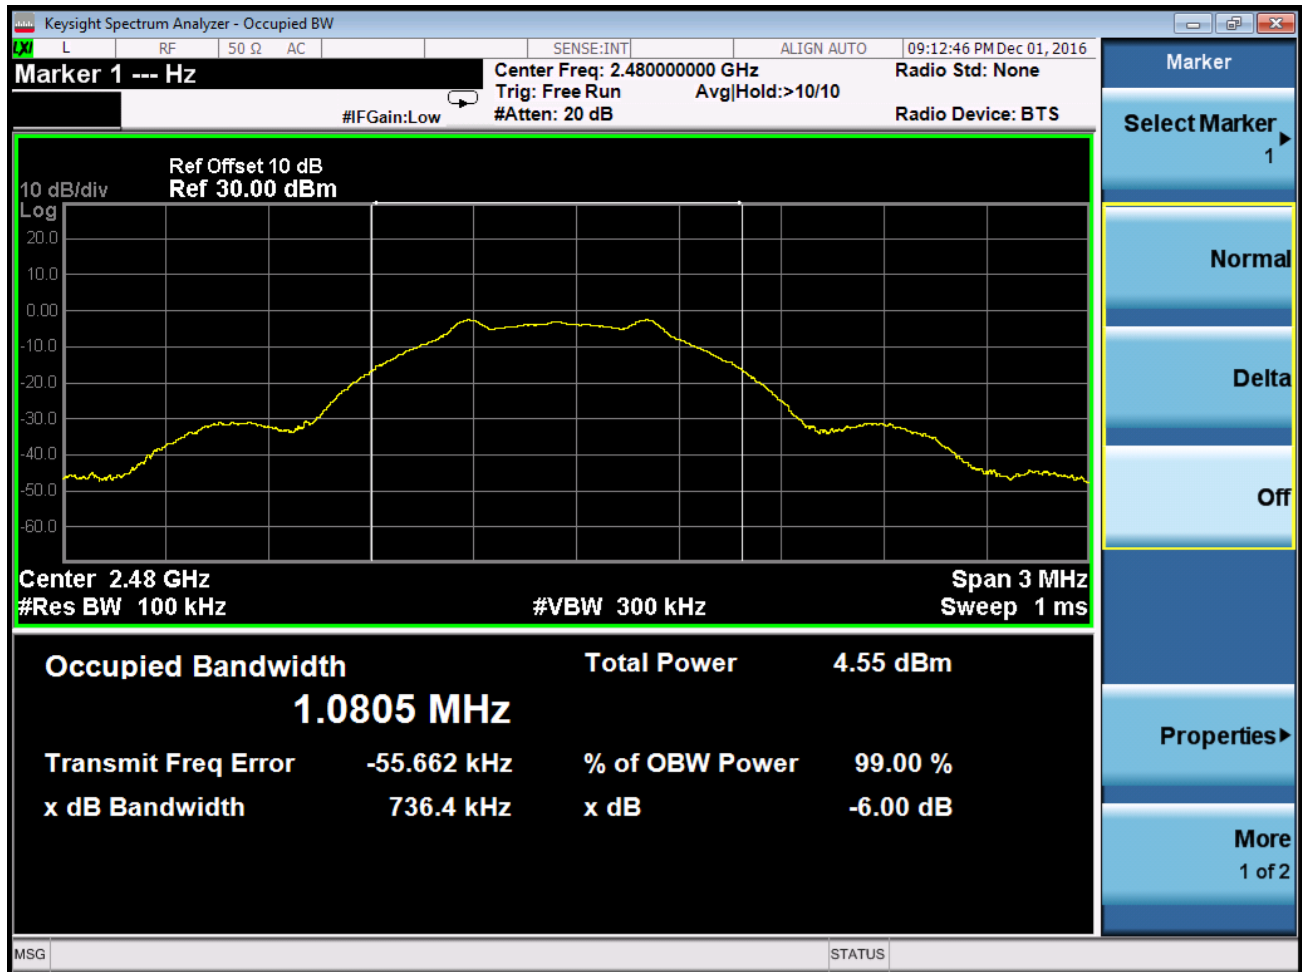 Keysight Spectrum Analyzer - Occupied BW
LXI L RF 50 Ω AC SENSE:INT ALIGN AUTO 09:12:46 PM Dec 01, 2016
Marker 1 --- Hz
Center Freq: 2.480000000 GHz
Radio Std: None
Trig: Free Run Avg|Hold:>10/10
#IFGain:Low #Atten: 20 dB Radio Device: BTS
Ref Offset 10 dB
10 dB/div Ref 30.00 dBm
Log
20.0
10.0
0.00
-10.0
-20.0
-30.0
-40.0
-50.0
-60.0
Center 2.48 GHz Span 3 MHz
#Res BW 100 kHz #VBW 300 kHz Sweep 1 ms
Occupied Bandwidth Total Power 4.55 dBm
1.0805 MHz
Transmit Freq Error -55.662 kHz % of OBW Power 99.00 %
x dB Bandwidth 736.4 kHz x dB -6.00 dB
MSG STATUS
Marker
Select Marker
1
Normal
Delta
Off
Properties
More
1 of 2